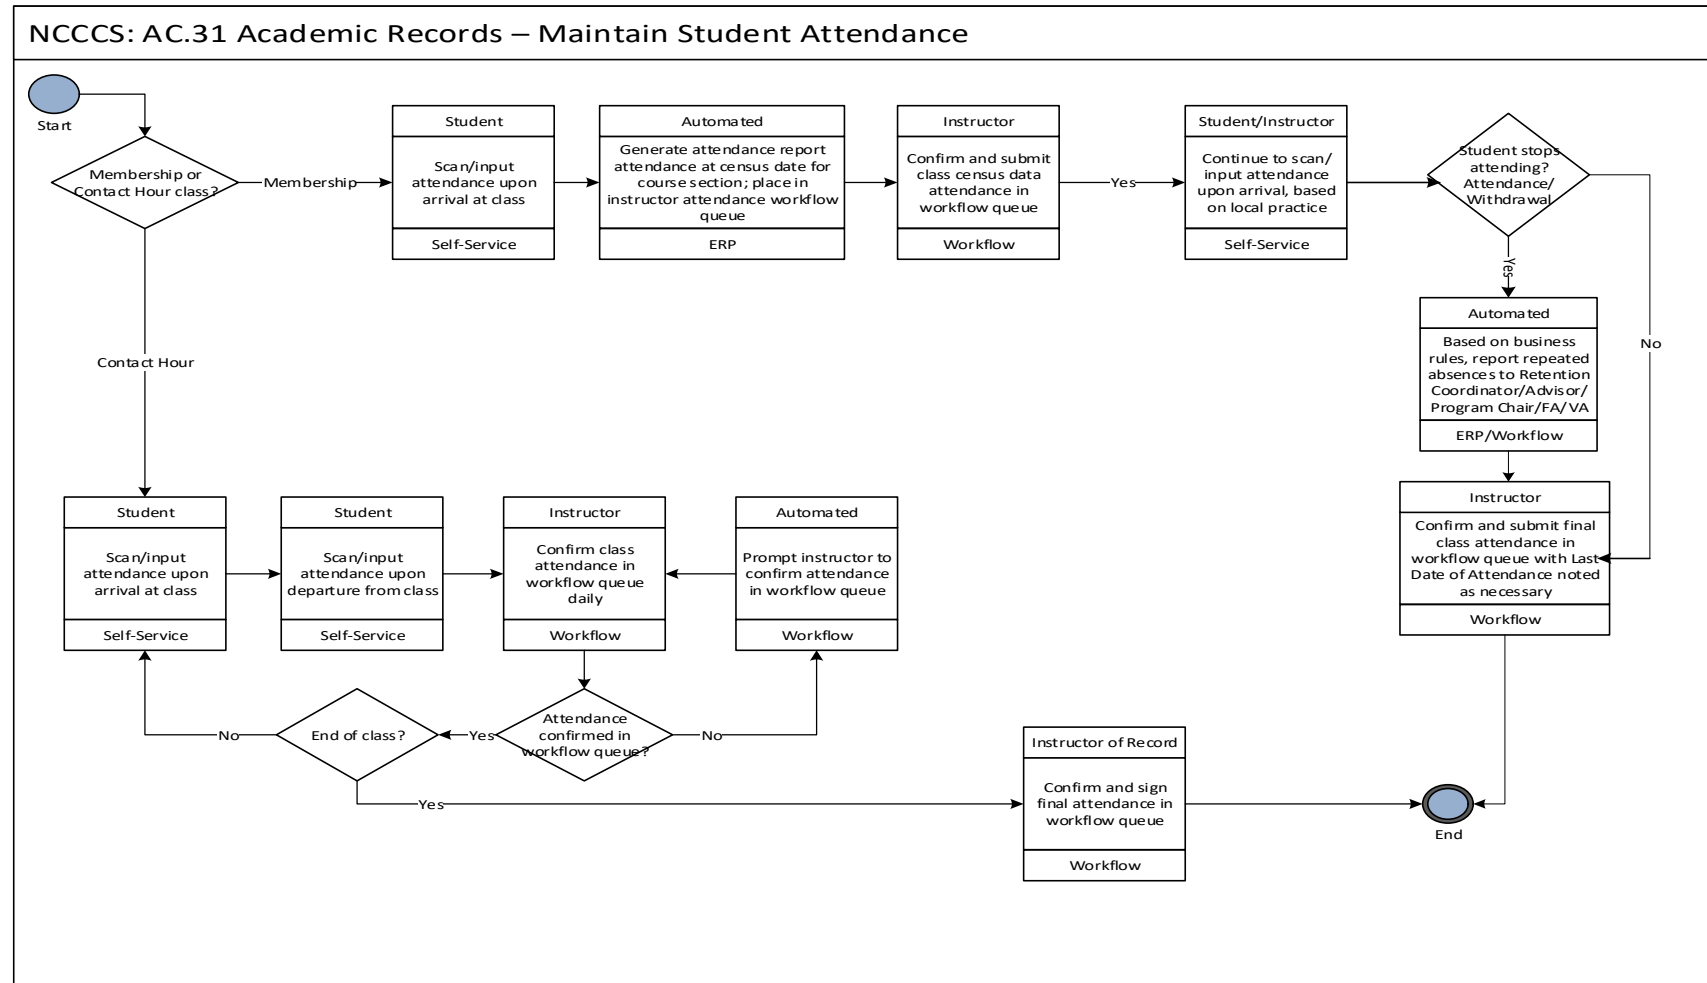 NCCCS: AC.31 Academic Records – Maintain Student Attendance
Start
Membership or
Contact Hour class?
Membership
Student
Scan/input
attendance upon
arrival at class
Self-Service
Automated
Generate attendance report
attendance at census date for
course section; place in
instructor attendance workflow
queue
ERP
Instructor
Confirm and submit
class census data
attendance in
workflow queue
Workflow
Yes
Student/Instructor
Continue to scan/
input attendance
upon arrival, based
on local practice
Self-Service
Student stops
attending?
Attendance/
Withdrawal
Yes
No
Automated
Based on business
rules, report repeated
absences to Retention
Coordinator/Advisor/
Program Chair/FA/VA
ERP/Workflow
Instructor
Confirm and submit final
class attendance in
workflow queue with Last
Date of Attendance noted
as necessary
Workflow
Contact Hour
Student
Scan/input
attendance upon
arrival at class
Self-Service
Student
Scan/input
attendance upon
departure from class
Self-Service
Instructor
Confirm class
attendance in
workflow queue
daily
Workflow
Automated
Prompt instructor to
confirm attendance
in workflow queue
Workflow
No
End of class?
Yes
Attendance
confirmed in
workflow queue?
No
Yes
Instructor of Record
Confirm and sign
final attendance in
workflow queue
Workflow
End